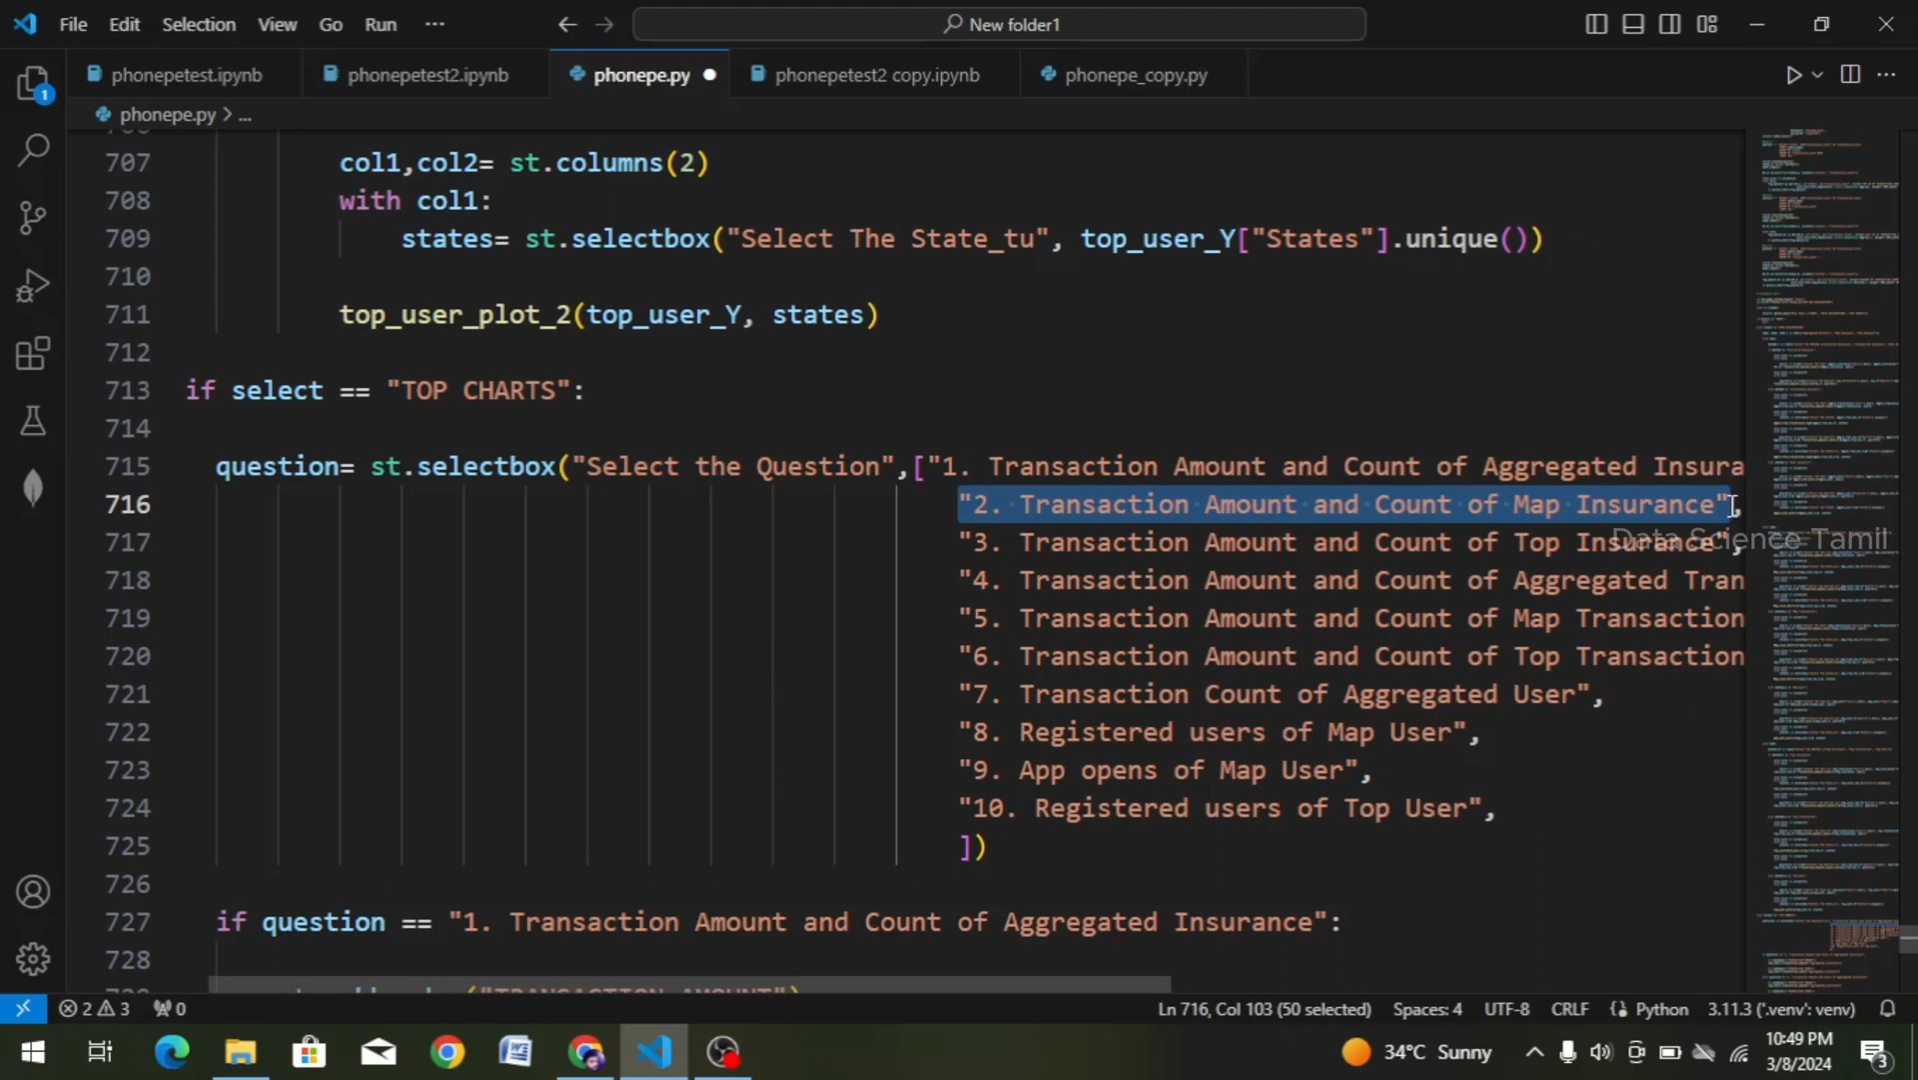 File Edit Selection View Go Run ··· New folder1
phonepetest.ipynb phonepetest2.ipynb phonepe.py phonepetest2 copy.ipynb phonepe_copy.py
1
phonepe.py > ...
707 col1,col2= st.columns(2)
708 with col1:
709 states= st.selectbox("Select The State_tu", top_user_Y["States"].unique())
710
711 top_user_plot_2(top_user_Y, states)
712
713 if select == "TOP CHARTS":
714
715 question= st.selectbox("Select the Question",["1. Transaction Amount and Count of Aggregated Insura
716 "2. Transaction Amount and Count of Map Insurance",
717 "3. Transaction Amount and Count of Top Insurance",
Data Science Tamil
718 "4. Transaction Amount and Count of Aggregated Tran
719 "5. Transaction Amount and Count of Map Transaction
720 "6. Transaction Amount and Count of Top Transaction
721 "7. Transaction Count of Aggregated User",
722 "8. Registered users of Map User",
723 "9. App opens of Map User",
724 "10. Registered users of Top User",
725 ])
726
727 if question == "1. Transaction Amount and Count of Aggregated Insurance":
728
2 3 0 Ln 716, Col 103 (50 selected) Spaces: 4 UTF-8 CRLF {} Python 3.11.3 ('.venv': venv)
34°C Sunny 10:49 PM
3/8/2024 3